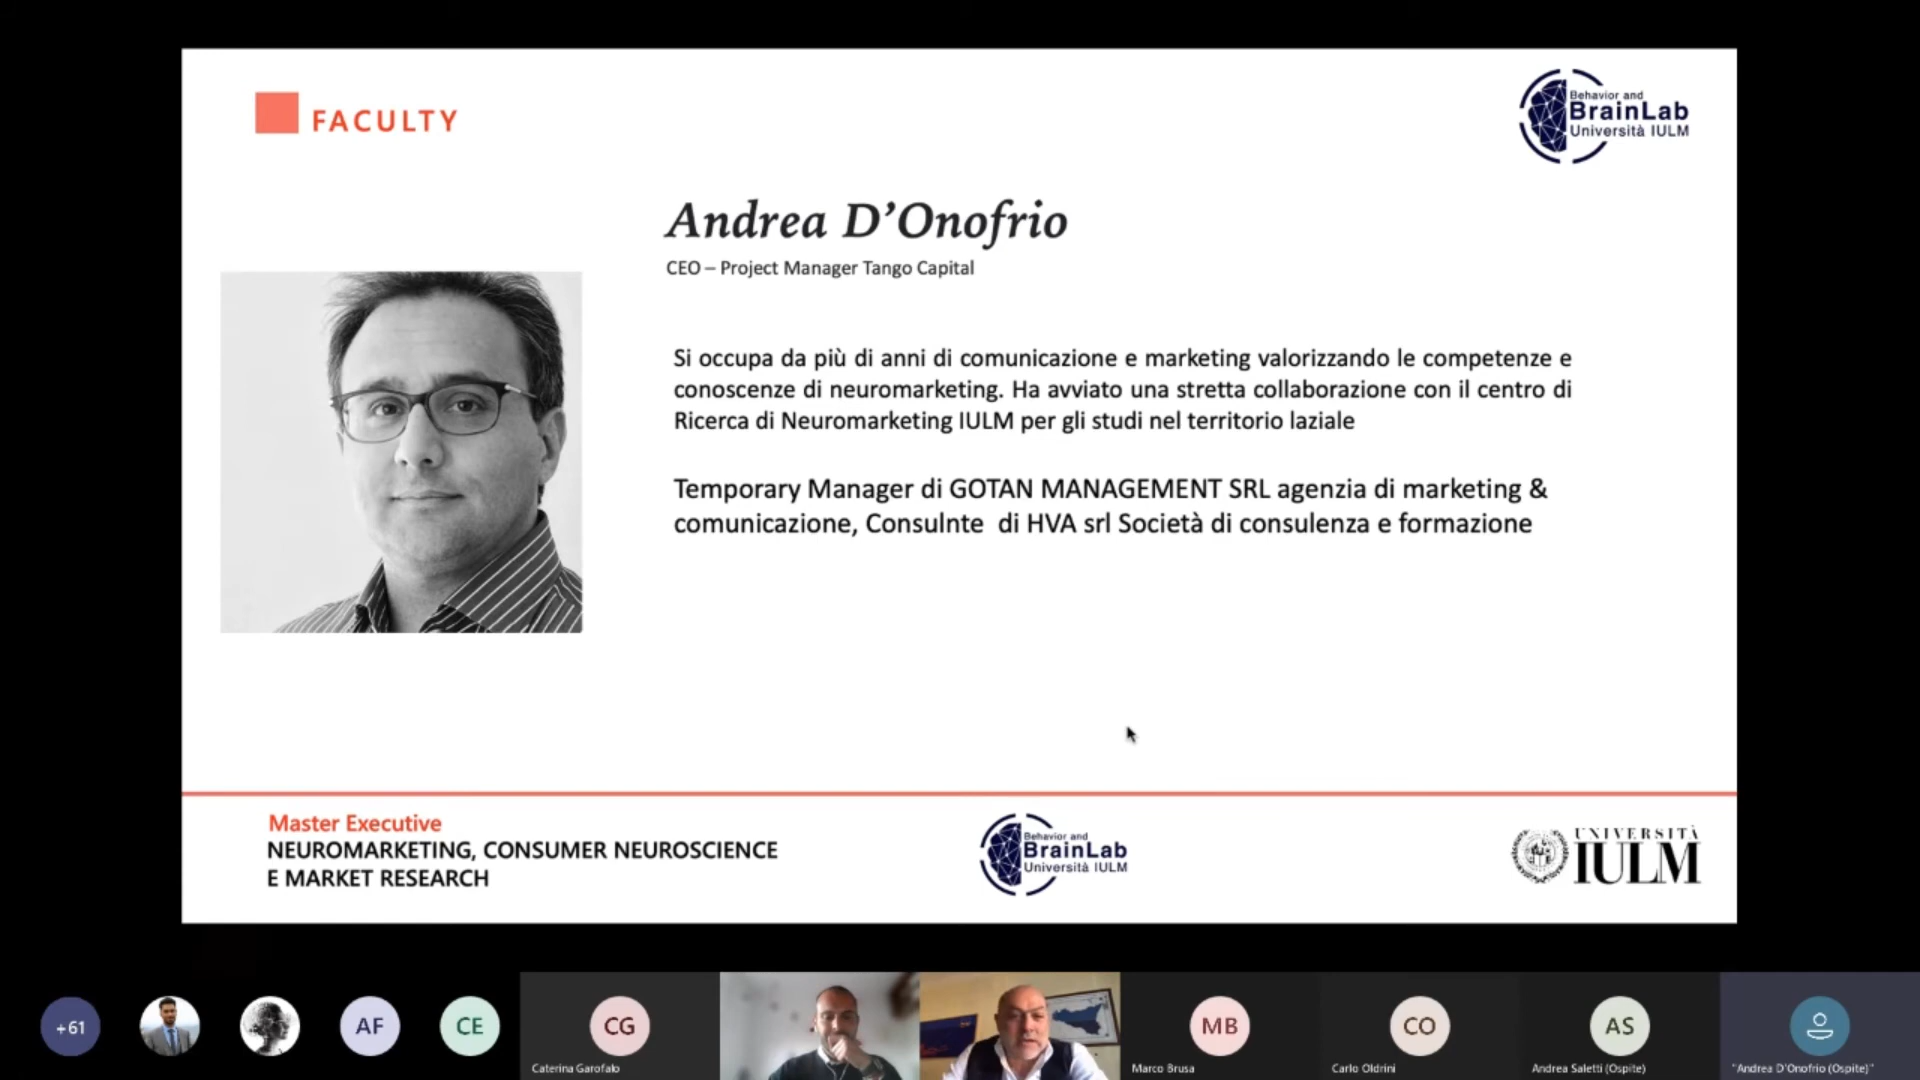 FACULTY
Behavior and
BrainLab
Università IULM
Andrea D'Onofrio
CEO – Project Manager Tango Capital
Si occupa da più di anni di comunicazione e marketing valorizzando le competenze e
conoscenze di neuromarketing. Ha avviato una stretta collaborazione con il centro di
Ricerca di Neuromarketing IULM per gli studi nel territorio laziale
Temporary Manager di GOTAN MANAGEMENT SRL agenzia di marketing &
comunicazione, Consulnte di HVA srl Società di consulenza e formazione
Master Executive
NEUROMARKETING, CONSUMER NEUROSCIENCE
E MARKET RESEARCH
Behavior and
BrainLab
Università IULM
UNIVERSITÀ
IULM
+61
AF
CE
CG
Caterina Garofalo
MB
Marco Brusa
CO
Carlo Oldrini
AS
Andrea Saletti (Ospite)
"Andrea D'Onofrio (Ospite)"